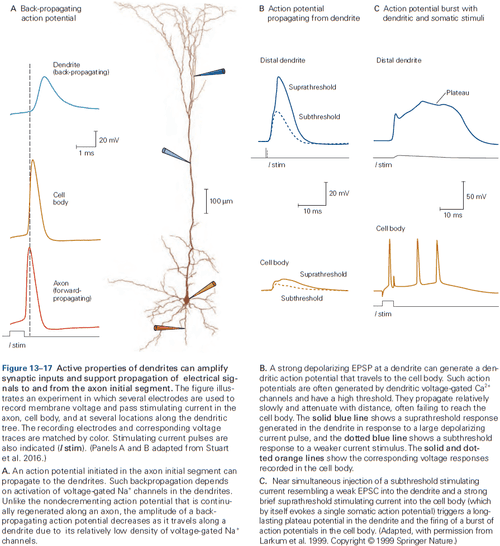 A Back-propagating
action potential
Dendrite
(back-propagating)
20 mV
1 ms
Cell
body
Axon
(forward-
propagating)
I stim
100 µm
B Action potential
propagating from dendrite
Distal dendrite
Suprathreshold
Subthreshold
I stim
20 mV
10 ms
Cell body
Suprathreshold
Subthreshold
C Action potential burst with
dendritic and somatic stimuli
Distal dendrite
Plateau
I stim
50 mV
10 ms
Cell body
I stim
Figure 13–17 Active properties of dendrites can amplify
synaptic inputs and support propagation of electrical sig-
nals to and from the axon initial segment. The figure illus-
trates an experiment in which several electrodes are used to
record membrane voltage and pass stimulating current in the
axon, cell body, and at several locations along the dendritic
tree. The recording electrodes and corresponding voltage
traces are matched by color. Stimulating current pulses are
also indicated (I stim). (Panels A and B adapted from Stuart
et al. 2016.)
A. An action potential initiated in the axon initial segment can
propagate to the dendrites. Such backpropagation depends
on activation of voltage-gated Na+ channels in the dendrites.
Unlike the nondecrementing action potential that is continu-
ally regenerated along an axon, the amplitude of a back-
propagating action potential decreases as it travels along a
dendrite due to its relatively low density of voltage-gated Na+
channels.
B. A strong depolarizing EPSP at a dendrite can generate a den-
dritic action potential that travels to the cell body. Such action
potentials are often generated by dendritic voltage-gated Ca2+
channels and have a high threshold. They propagate relatively
slowly and attenuate with distance, often failing to reach the
cell body. The solid blue line shows a suprathreshold response
generated in the dendrite in response to a large depolarizing
current pulse, and the dotted blue line shows a subthreshold
response to a weaker current stimulus. The solid and dot-
ted orange lines show the corresponding voltage responses
recorded in the cell body.
C. Near simultaneous injection of a subthreshold stimulating
current resembling a weak EPSC into the dendrite and a strong
brief suprathreshold stimulating current into the cell body (which
by itself evokes a single somatic action potential) triggers a long-
lasting plateau potential in the dendrite and the firing of a burst of
action potentials in the cell body. (Adapted, with permission from
Larkum et al. 1999. Copyright © 1999 Springer Nature.)